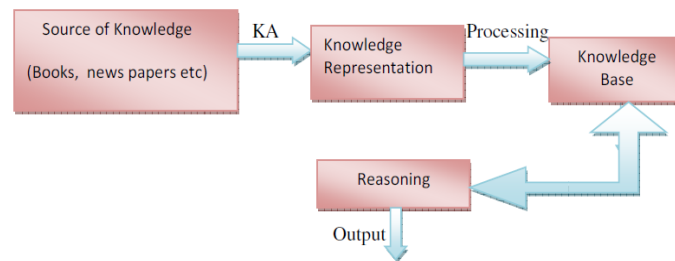 Source of Knowledge
(Books, news papers etc)
KA
Knowledge
Representation
Processing
Knowledge
Base
Reasoning
Output